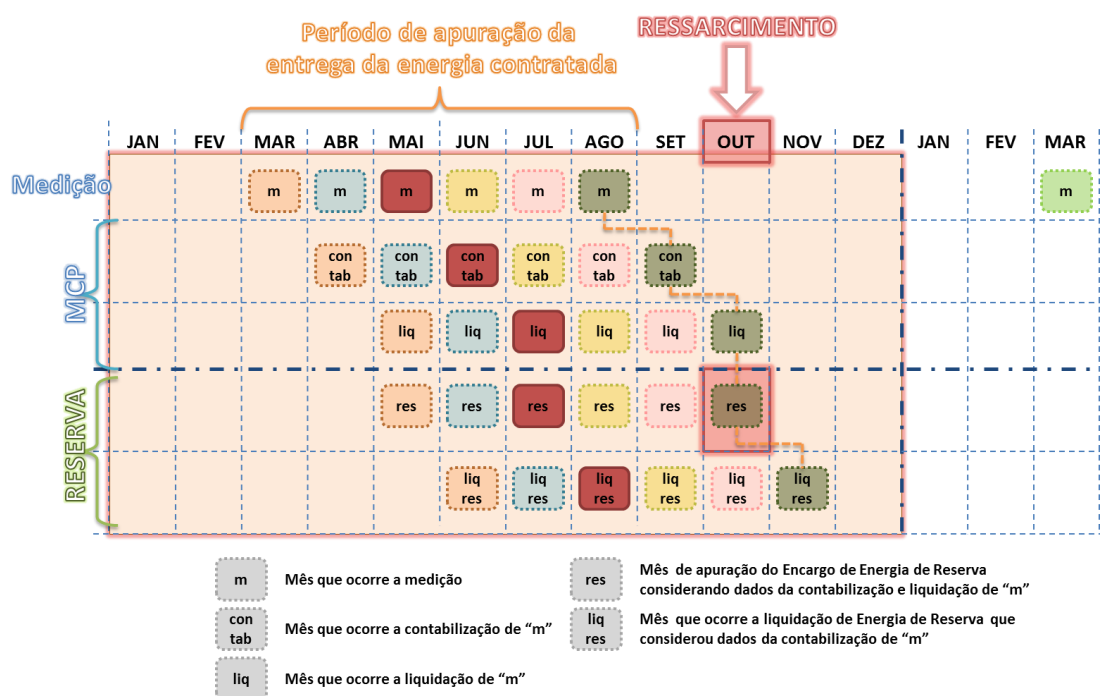 Período de apuração da
entrega da energia contratada
RESSARCIMENTO
JAN FEV MAR ABR MAI JUN JUL AGO SET OUT NOV DEZ JAN FEV MAR
Medição
m m m m m m m
MCP
con con con con con con
tab tab tab tab tab tab
liq liq liq liq liq liq
RESERVA
res res res res res res
liq liq liq liq liq liq
res res res res res res
m Mês que ocorre a medição
con
tab
Mês que ocorre a contabilização de “m”
liq Mês que ocorre a liquidação de “m”
res
Mês de apuração do Encargo de Energia de Reserva
considerando dados da contabilização e liquidação de “m”
liq
res
Mês que ocorre a liquidação de Energia de Reserva que
considerou dados da contabilização de “m”